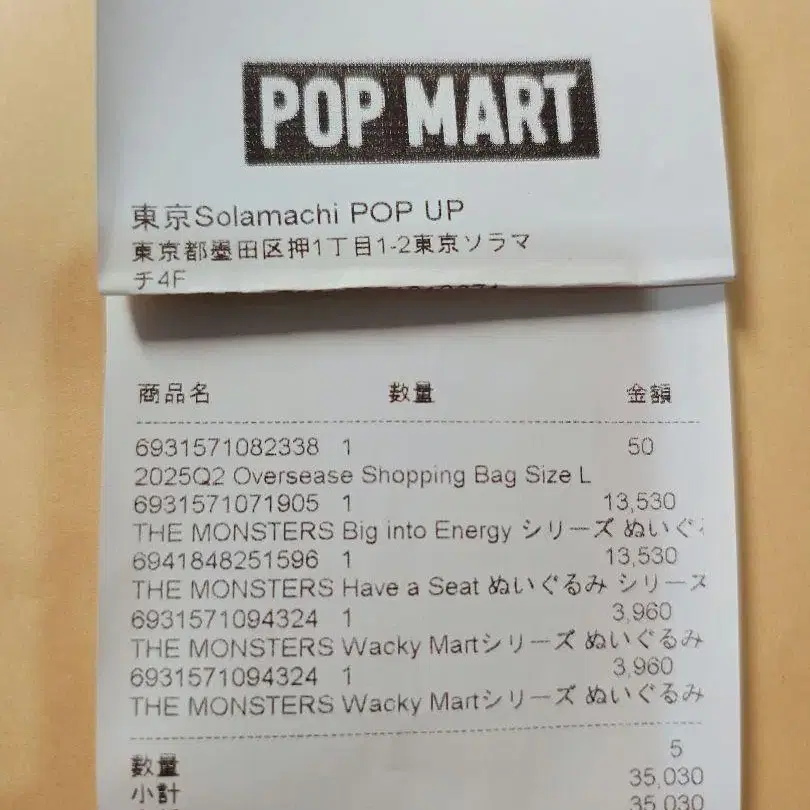 POP MART
東京Solamachi POP UP
東京都墨田区押1丁目1-2東京ソラマ
チ4F
商品名 数量 金額
6931571082338 1 50
2025Q2 Oversease Shopping Bag Size L
6931571071905 1 13,530
THE MONSTERS Big into Energy シリーズ ぬいぐ
6941848251596 1 13,530
THE MONSTERS Have a Seat ぬいぐるみ シリーズ
6931571094324 1 3,960
THE MONSTERS Wacky Martシリーズ ぬいぐるみ
6931571094324 1 3,960
THE MONSTERS Wacky Martシリーズ ぬいぐるみ
数量 5
小計 35,030
35,030